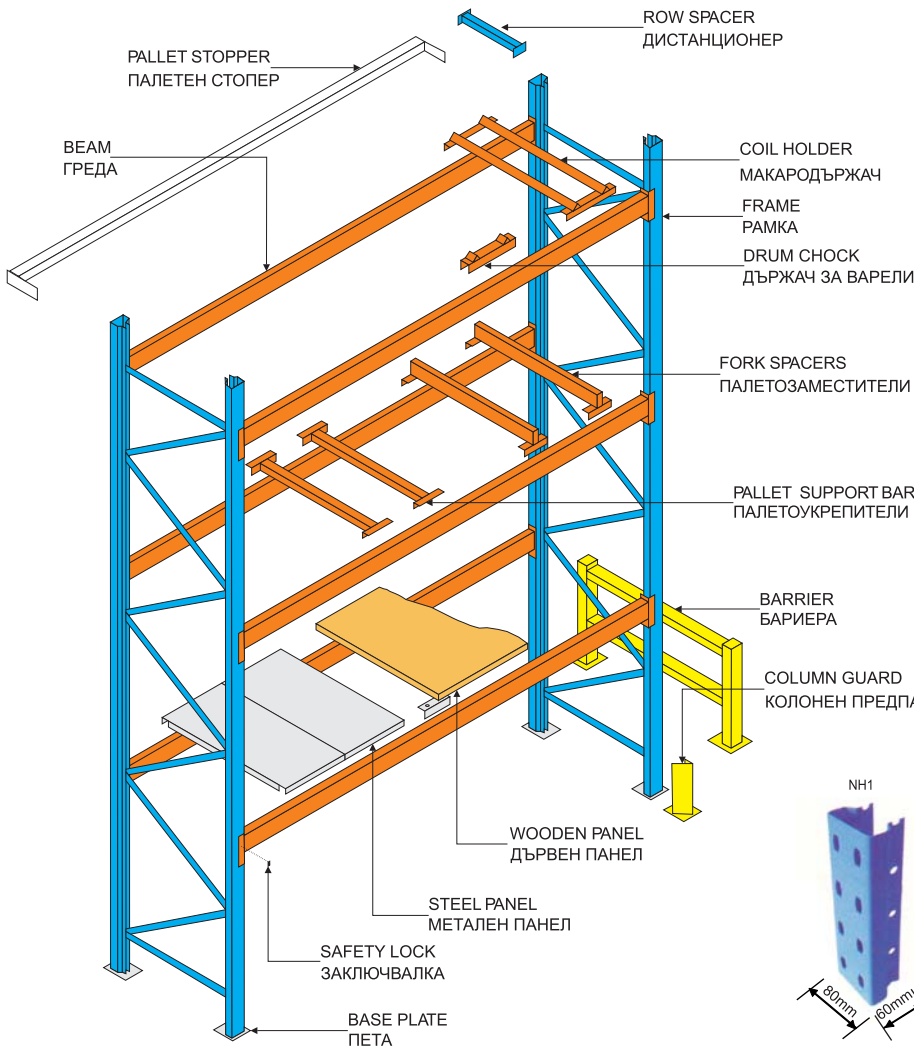 ROW SPACER
ДИСТАНЦИОНЕР
PALLET STOPPER
ПАЛЕТЕН СТОПЕР
BEAM
ГРЕДА
COIL HOLDER
МАКАРОДЪРЖАЧ
FRAME
РАМКА
DRUM CHOCK
ДЪРЖАЧ ЗА ВАРЕЛИ
FORK SPACERS
ПАЛЕТОЗАМЕСТИТЕЛИ
PALLET SUPPORT BAR
ПАЛЕТОУКРЕПИТЕЛИ
BARRIER
БАРИЕРА
COLUMN GUARD
КОЛОНЕН
NH1
WOODEN PANEL
ДЪРВЕН ПАНЕЛ
STEEL PANEL
МЕТАЛЕН ПАНЕЛ
SAFETY LOCK
ЗАКЛЮЧВАЛКА
80mm
60mm
BASE PLATE
ПЕТА